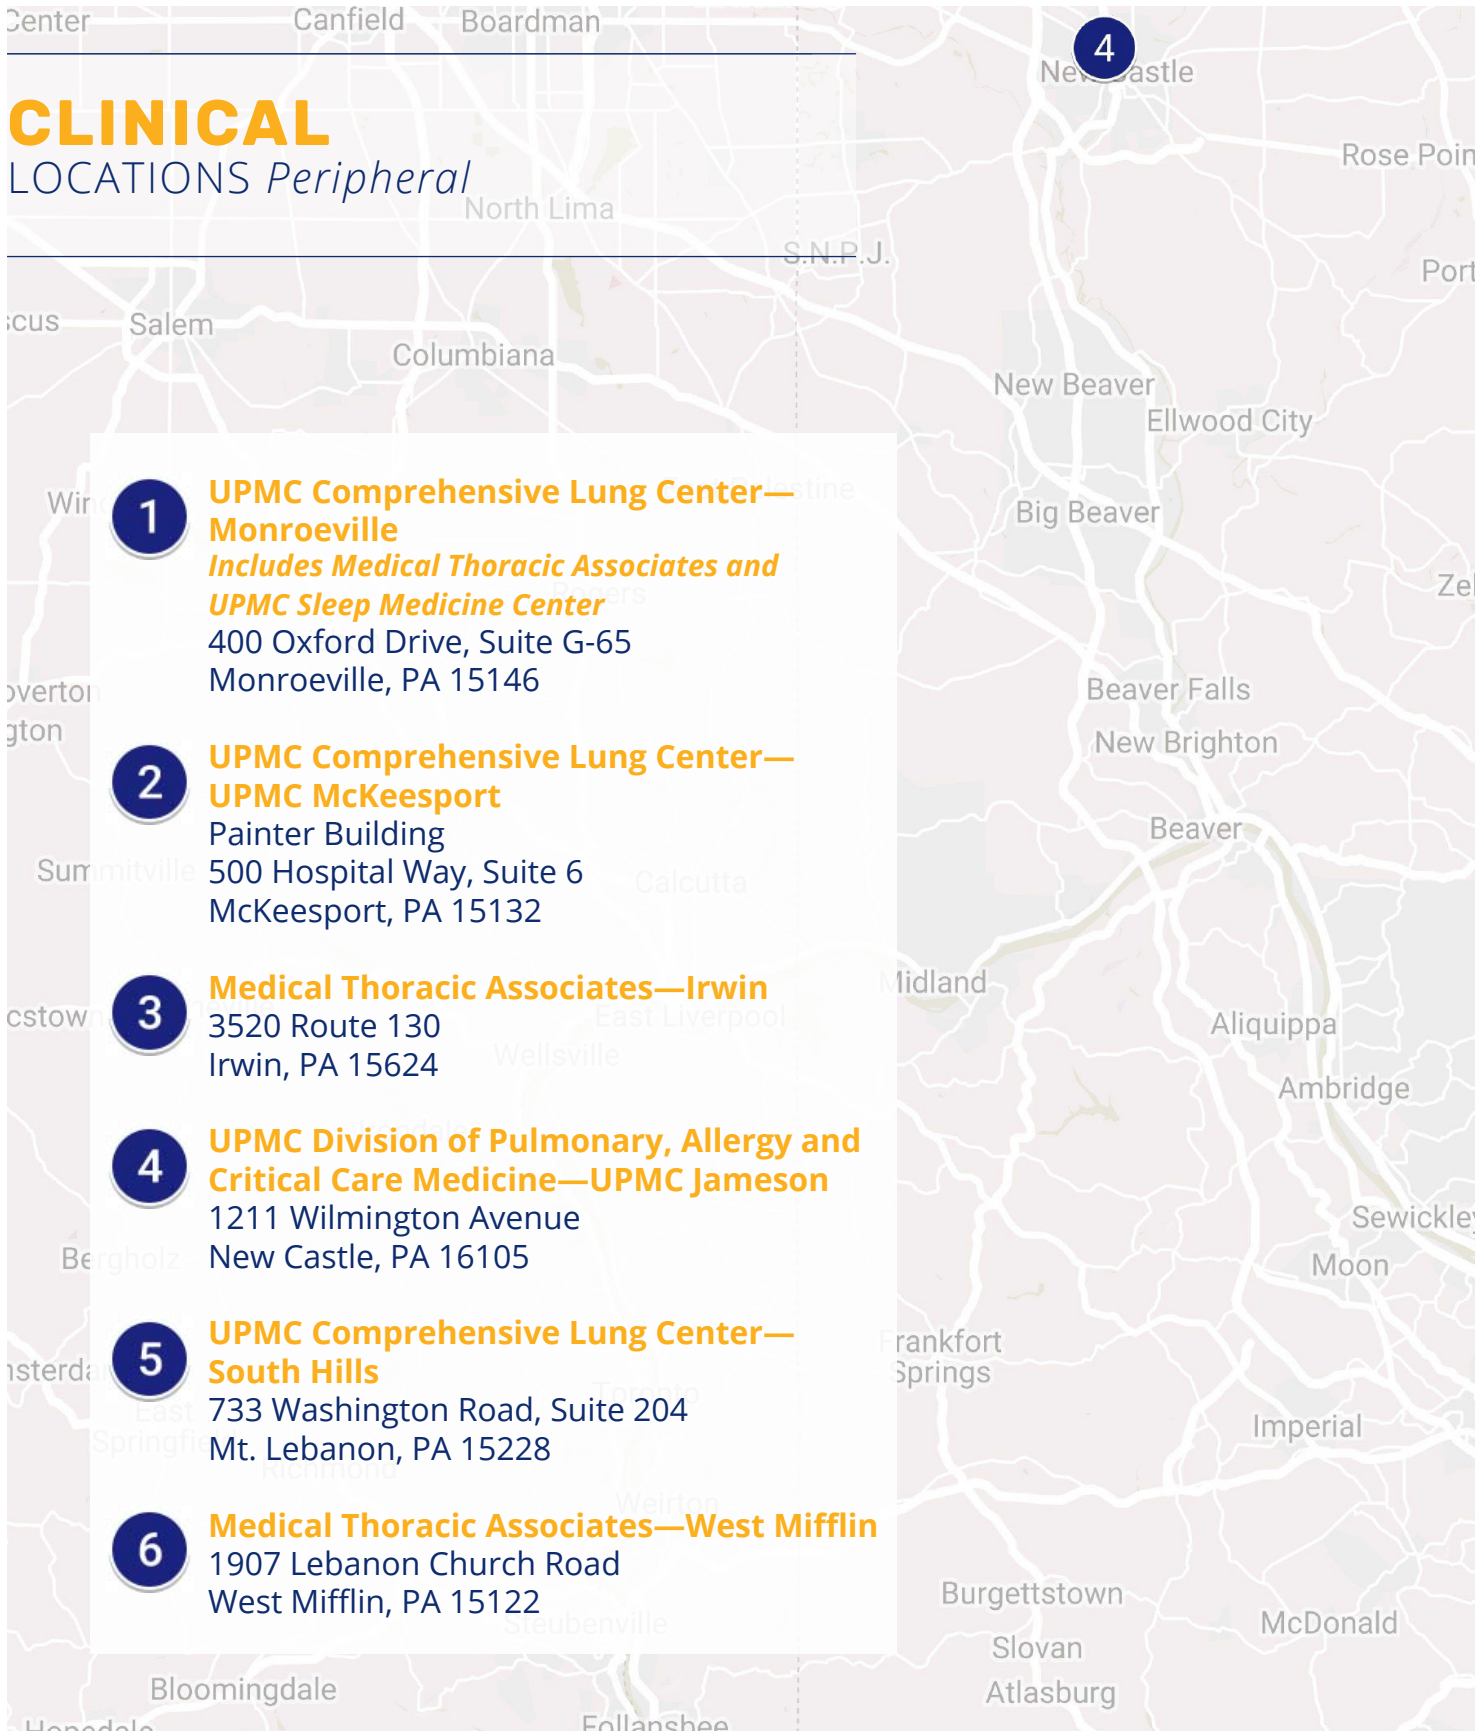 Center
Canfield
Boardman
4
CLINICAL
LOCATIONS Peripheral
North Lima
Rose
S.N.P.J.
Salem
Columbiana
New Beaver
Ellwood City
Big Beaver
Beaver Falls
New Brighton
Beaver
Midland
Aliquippa
Ambridge
Moon
Frankfort
Springs
Imperial
Burgettstown
McDonald
Slovan
Atlasburg
1
UPMC Comprehensive Lung Center—
Monroeville
Includes Medical Thoracic Associates and
UPMC Sleep Medicine Center
400 Oxford Drive, Suite G-65
Monroeville, PA 15146
Rogers
2
UPMC Comprehensive Lung Center—
UPMC McKeesport
Painter Building
500 Hospital Way, Suite 6
McKeesport, PA 15132
Summitville
Calcutta
3
Medical Thoracic Associates—Irwin
3520 Route 130
Irwin, PA 15624
East Liverpool
Wellsville
4
UPMC Division of Pulmonary, Allergy and
Critical Care Medicine—UPMC Jameson
1211 Wilmington Avenue
New Castle, PA 16105
Bergholz
5
UPMC Comprehensive Lung Center—
South Hills
733 Washington Road, Suite 204
Mt. Lebanon, PA 15228
Toronto
East
Richmond
Weirton
6
Medical Thoracic Associates—West Mifflin
1907 Lebanon Church Road
West Mifflin, PA 15122
Steubenville
Bloomingdale
Follansbee